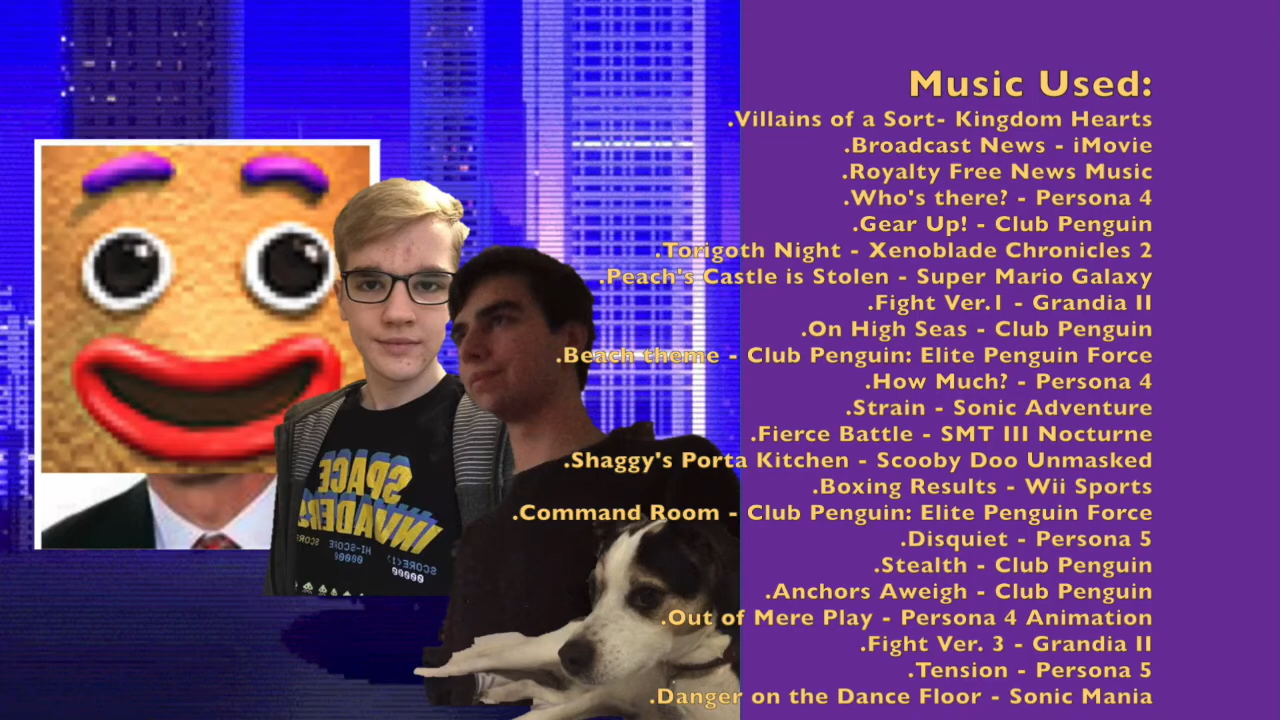 Music Used:
.Villains of a Sort- Kingdom Hearts
.Broadcast News - iMovie
.Royalty Free News Music
.Who's there? - Persona 4
.Gear Up! - Club Penguin
.Torigoth Night - Xenoblade Chronicles 2
.Peach's Castle is Stolen - Super Mario Galaxy
.Fight Ver.1 - Grandia II
.On High Seas - Club Penguin
.Beach theme - Club Penguin: Elite Penguin Force
.How Much? - Persona 4
.Strain - Sonic Adventure
.Fierce Battle - SMT III Nocturne
.Shaggy's Porta Kitchen - Scooby Doo Unmasked
.Boxing Results - Wii Sports
.Command Room - Club Penguin: Elite Penguin Force
.Disquiet - Persona 5
.Stealth - Club Penguin
.Anchors Aweigh - Club Penguin
.Out of Mere Play - Persona 4 Animation
.Fight Ver. 3 - Grandia II
.Tension - Persona 5
.Danger on the Dance Floor - Sonic Mania
SPACE
INVADERS
HI-SCORE
0000
SCORE<1>
00000